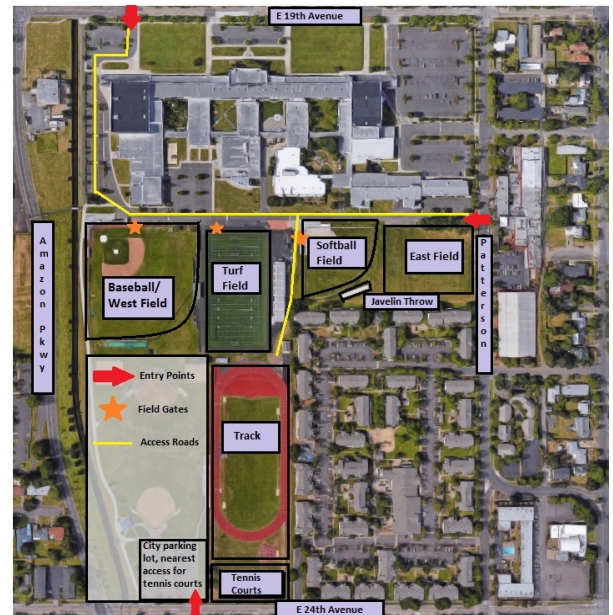 E 19th Avenue
Amazon Pkwy
Patterson
Baseball/
West Field
Turf
Field
Softball
Field
East Field
Javelin Throw
Entry Points
Field Gates
Access Roads
Track
City parking
lot, nearest
access for
tennis courts
Tennis
Courts
E 24th Avenue